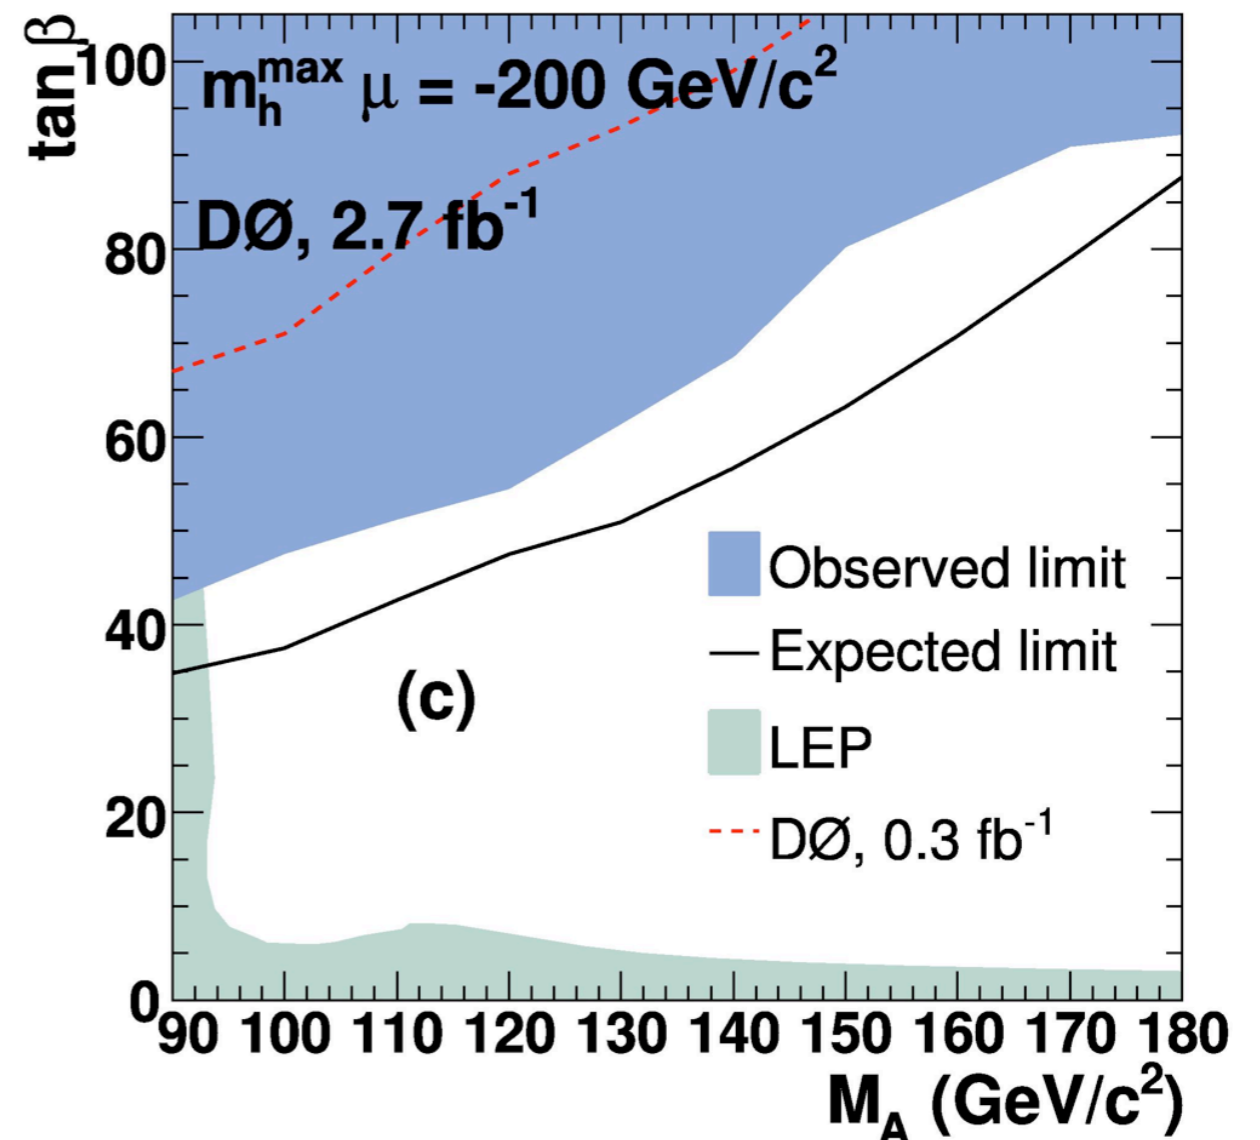 tanβ
100
80
60
40
20
0
m_h^max μ = -200 GeV/c²
DØ, 2.7 fb⁻¹
(c)
Observed limit
Expected limit
LEP
DØ, 0.3 fb⁻¹
90 100 110 120 130 140 150 160 170 180
M_A (GeV/c²)